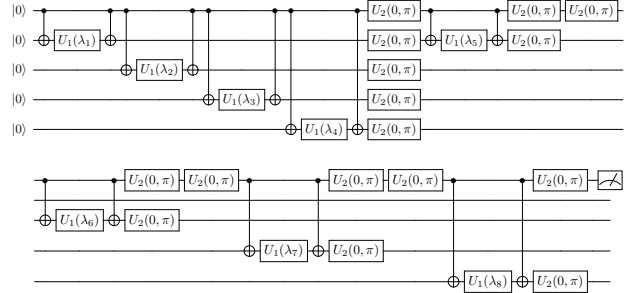 |0⟩ U₂(0, π) U₂(0, π) U₂(0, π)
|0⟩ U₁(λ₁) U₂(0, π) U₁(λ₅) U₂(0, π)
|0⟩ U₁(λ₂) U₂(0, π)
|0⟩ U₁(λ₃) U₂(0, π)
|0⟩ U₁(λ₄) U₂(0, π)
U₂(0, π) U₂(0, π) U₂(0, π) U₂(0, π) U₂(0, π)
U₁(λ₆) U₂(0, π)
U₁(λ₇) U₂(0, π)
U₁(λ₈) U₂(0, π)